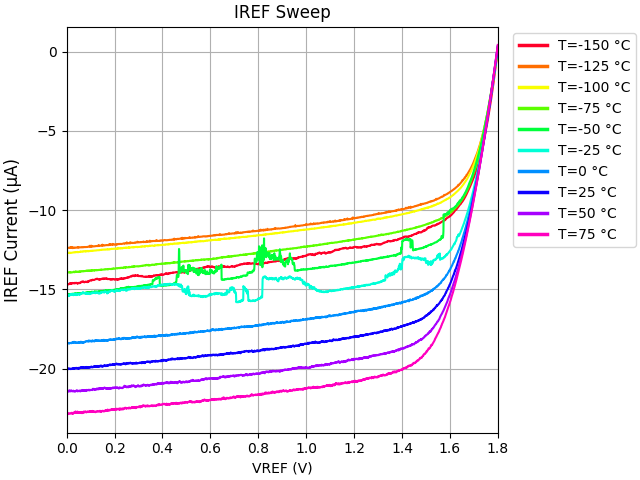 IREF Sweep
IREF Current (μA)
0
−5
−10
−15
−20
0.0 0.2 0.4 0.6 0.8 1.0 1.2 1.4 1.6 1.8
VREF (V)
T=-150 °C
T=-125 °C
T=-100 °C
T=-75 °C
T=-50 °C
T=-25 °C
T=0 °C
T=25 °C
T=50 °C
T=75 °C